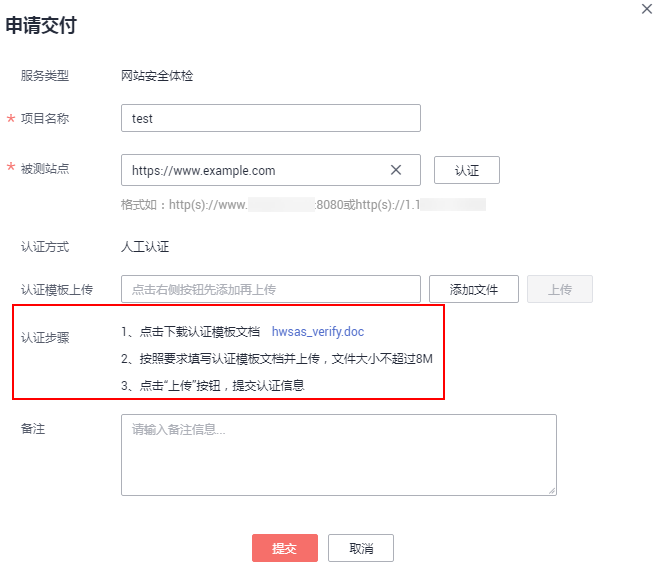 申请交付
服务类型 网站安全体检
* 项目名称 test
* 被测站点 https://www.example.com 认证
格式如：http(s)://www. :8080或http(s)://1.1
认证方式 人工认证
认证模板上传 点击右侧按钮先添加再上传 添加文件 上传
认证步骤 1、点击下载认证模板文档 hwsas_verify.doc
2、按照要求填写认证模板文档并上传，文件大小不超过8M
3、点击“上传”按钮，提交认证信息
备注 请输入备注信息...
提交 取消